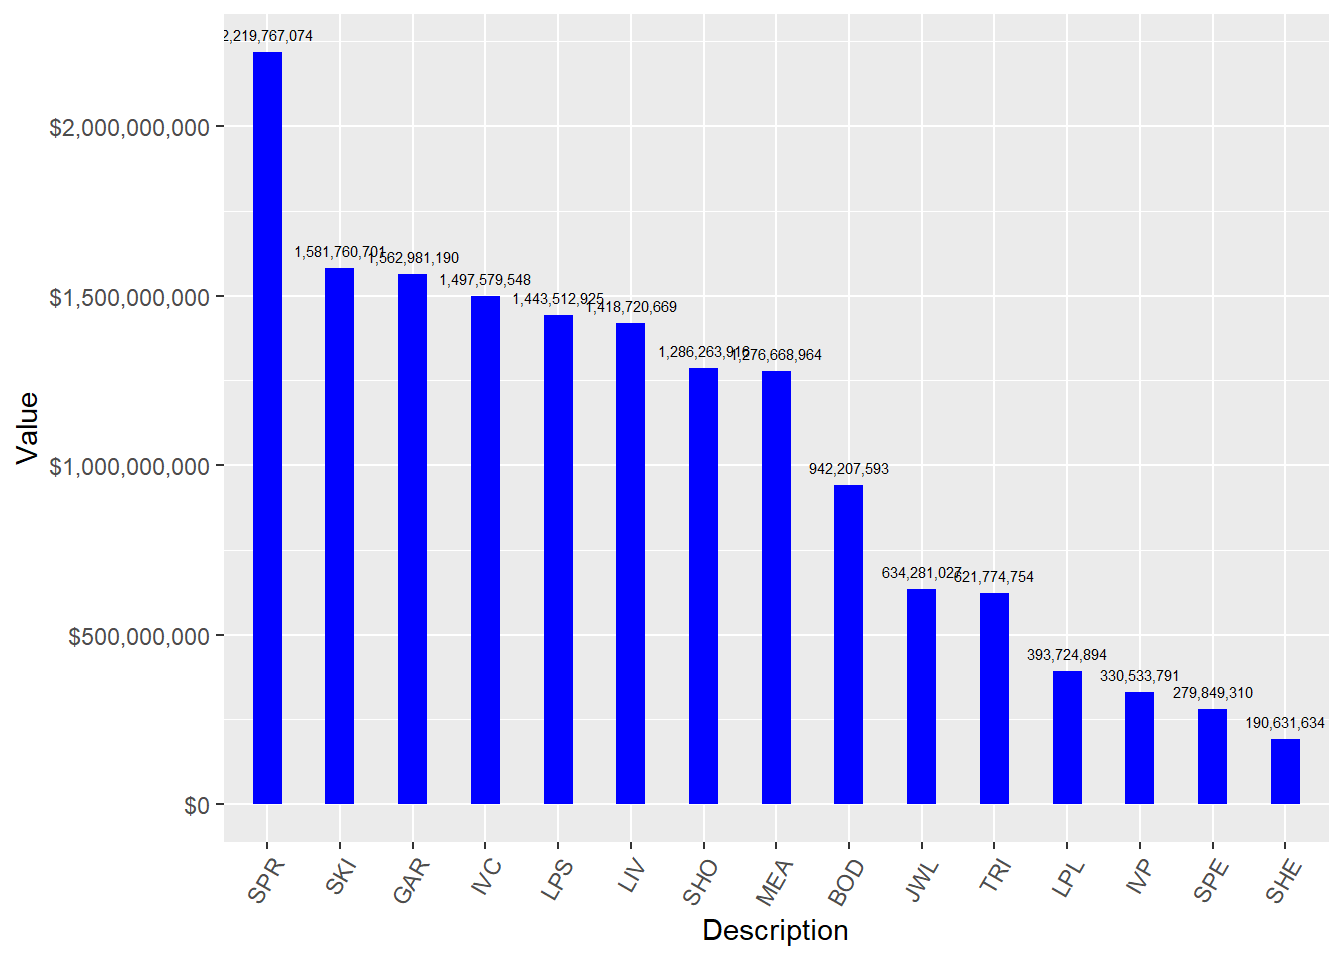 2,219,767,074
$2,000,000,000
1,581,760,701
1,562,981,190
1,497,579,548
$1,500,000,000
1,443,512,925
1,418,720,669
1,286,263,916
1,276,668,964
Value
$1,000,000,000
942,207,593
634,281,027
621,774,754
$500,000,000
393,724,894
330,533,791
279,849,310
190,631,634
$0
SPR
SKI
GAR
IVC
LPS
LIV
SHO
MEA
BOD
JWL
TRI
LPL
IVP
SPE
SHE
Description